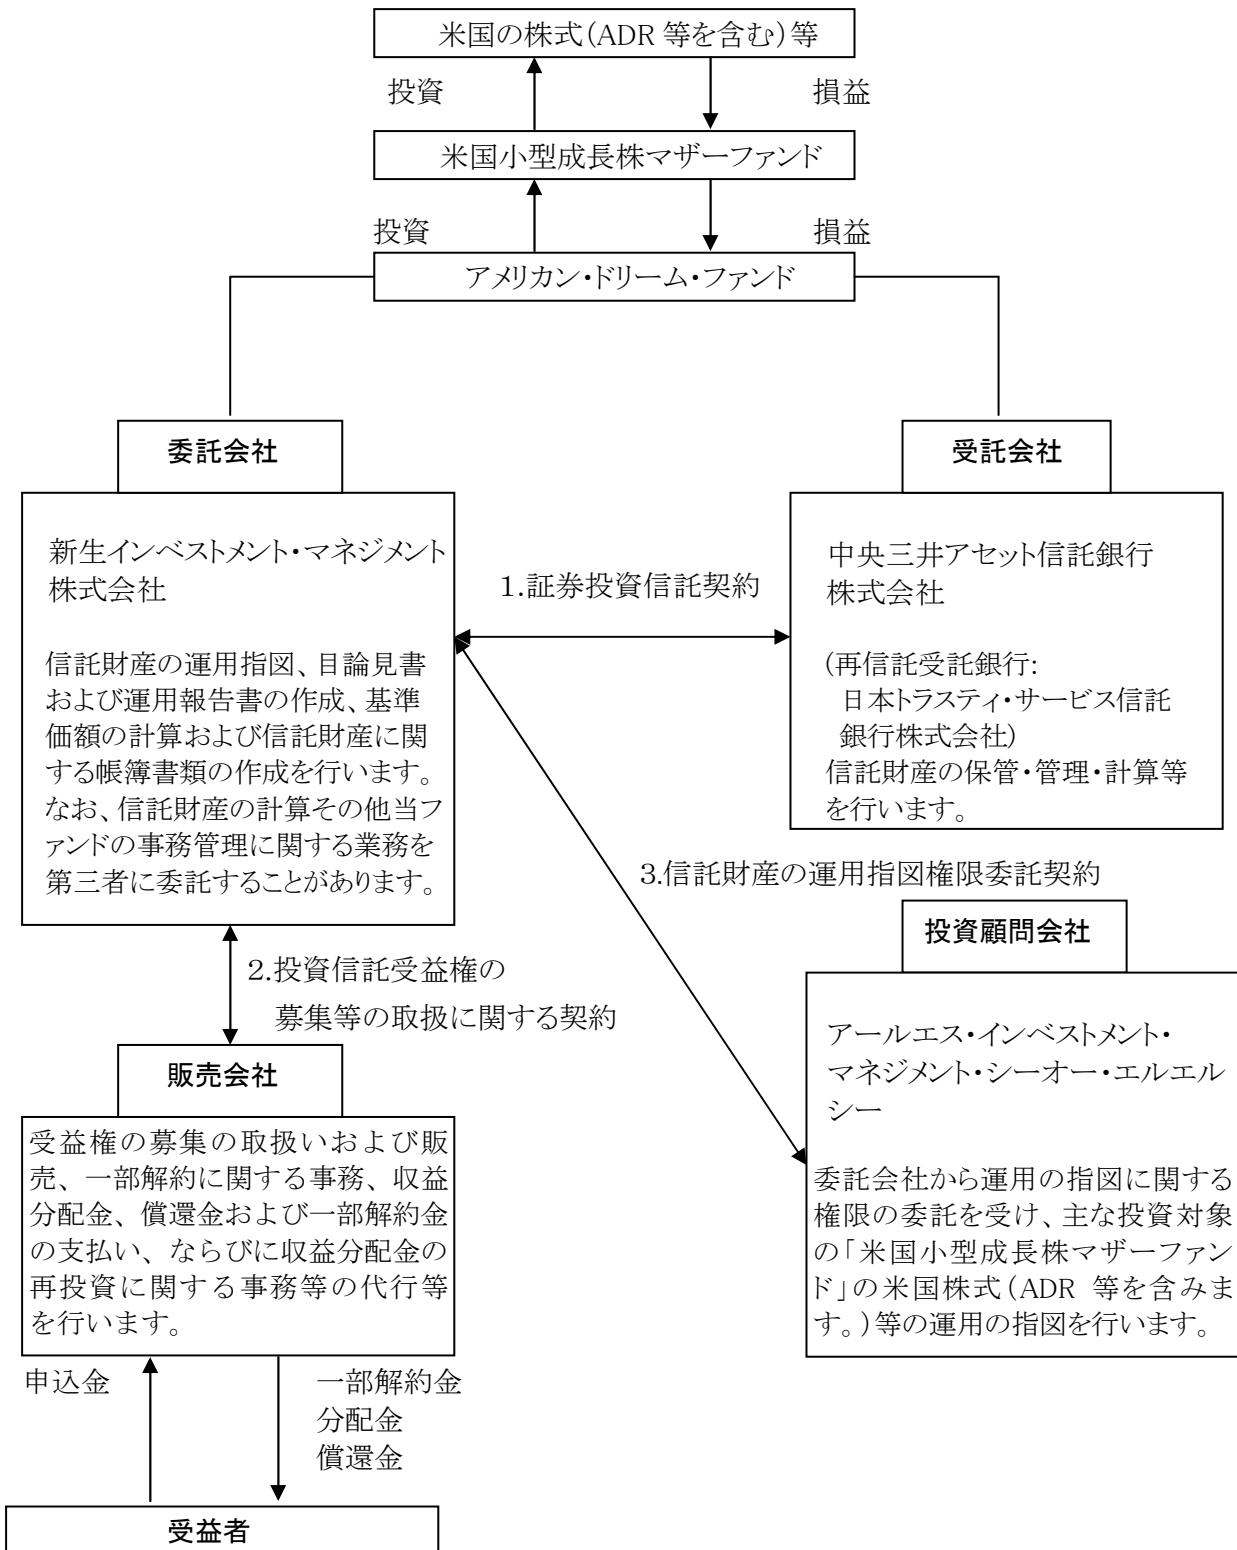 米国の株式(ADR 等を含む)等
投資
損益
米国小型成長株マザーファンド
投資
損益
アメリカン・ドリーム・ファンド
委託会社
新生インベストメント・マネジメント
株式会社
信託財産の運用指図、目論見書
および運用報告書の作成、基準
価額の計算および信託財産に関
する帳簿書類の作成を行います。
なお、信託財産の計算その他当フ
ァンドの事務管理に関する業務を
第三者に委託することがあります。
1.証券投資信託契約
受託会社
中央三井アセット信託銀行
株式会社
(再信託受託銀行:
日本トラスティ・サービス信託
銀行株式会社)
信託財産の保管・管理・計算等
を行います。
3.信託財産の運用指図権限委託契約
2.投資信託受益権の
募集等の取扱に関する契約
投資顧問会社
アールエス・インベストメント・
マネジメント・シーオー・エルエル
シー
委託会社から運用の指図に関する
権限の委託を受け、主な投資対象
の「米国小型成長株マザーファン
ド」の米国株式(ADR 等を含みま
す。)等の運用の指図を行います。
販売会社
受益権の募集の取扱いおよび販
売、一部解約に関する事務、収益
分配金、償還金および一部解約金
の支払い、ならびに収益分配金の
再投資に関する事務等の代行等
を行います。
申込金
一部解約金
分配金
償還金
受益者